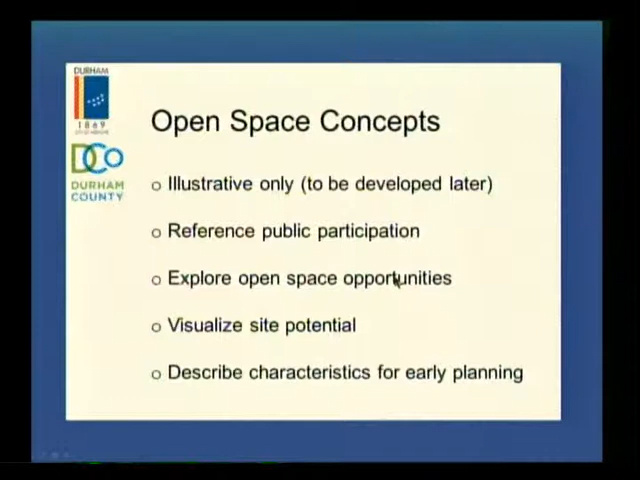 DURHAM
1869
DCO
DURHAM
COUNTY
Open Space Concepts
Illustrative only (to be developed later)
Reference public participation
Explore open space opportunities
Visualize site potential
Describe characteristics for early planning